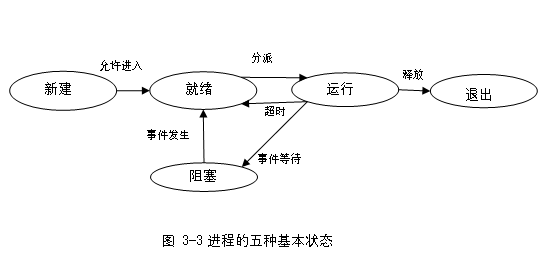 分派
允许进入
释放
新建
就绪
运行
退出
超时
事件发生
事件等待
阻塞
图 3-3 进程的五种基本状态